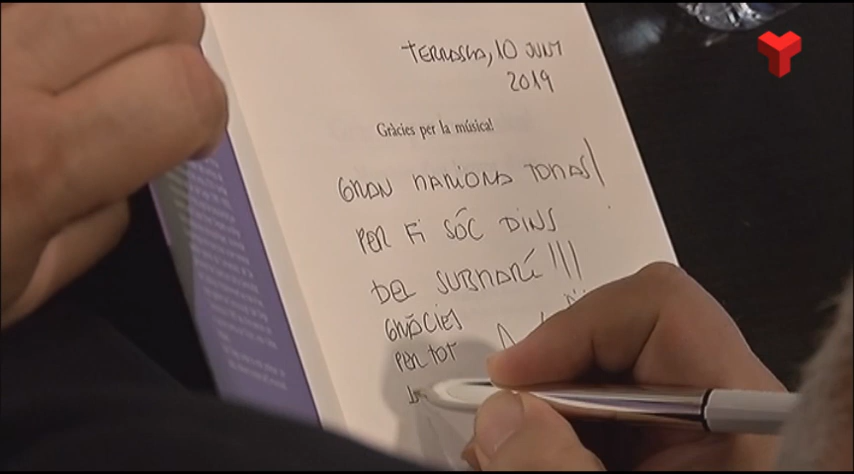 TERRASSA, 10 JUNY
2019
Gràcies per la música!
GRAN MARIONA TOMAS!
PER FI SÓC DINS
DEL SUBMARÍ!!!
GRÀCIES
PER TOT